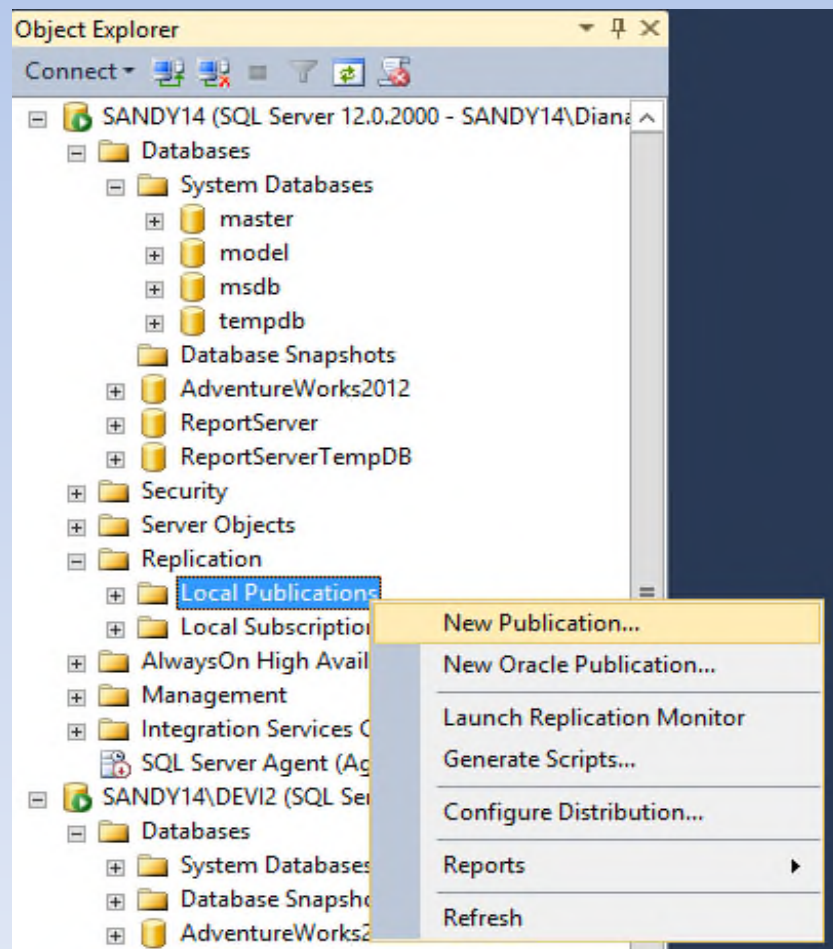 Object Explorer
Connect
SANDY14 (SQL Server 12.0.2000 - SANDY14\Diana
Databases
System Databases
master
model
msdb
tempdb
Database Snapshots
AdventureWorks2012
ReportServer
ReportServerTempDB
Security
Server Objects
Replication
Local Publications
Local Subscription
AlwaysOn High Avail
Management
Integration Services
SQL Server Agent (Ag
SANDY14\DEVI2 (SQL Se
Databases
System Databases
Database Snapsh
AdventureWorks2
New Publication...
New Oracle Publication...
Launch Replication Monitor
Generate Scripts...
Configure Distribution...
Reports
Refresh